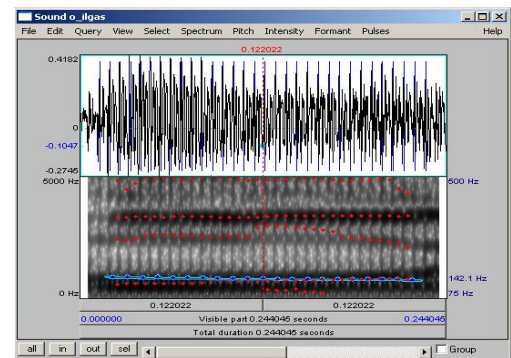 Sound o_ilgas
File Edit Query View Select Spectrum Pitch Intensity Formant Pulses Help
0.122022
0.4182
0
-0.1047
-0.2745
5000 Hz 500 Hz
142.1 Hz
0 Hz 75 Hz
0.122022 0.122022
0.000000 Visible part 0.244045 seconds 0.244045
Total duration 0.244045 seconds
all in out sel Group